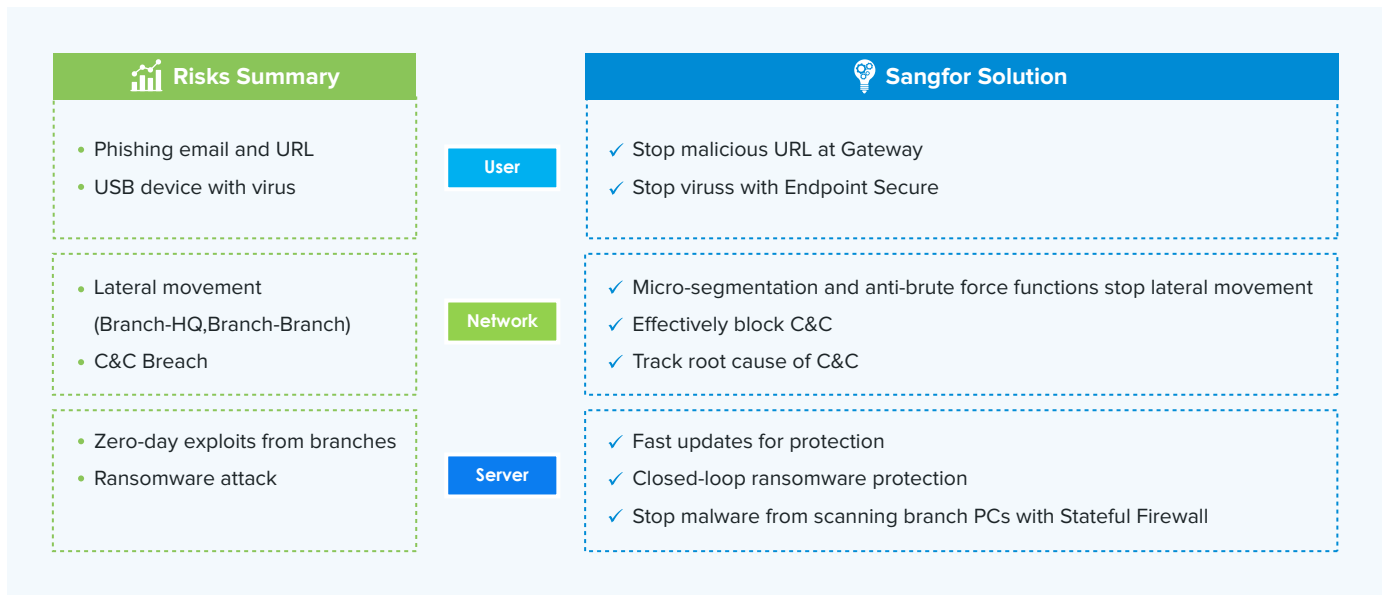 Risks Summary
Sangfor Solution
• Phishing email and URL
• USB device with virus
User
✓ Stop malicious URL at Gateway
✓ Stop viruss with Endpoint Secure
• Lateral movement
(Branch-HQ,Branch-Branch)
• C&C Breach
Network
✓ Micro-segmentation and anti-brute force functions stop lateral movement
✓ Effectively block C&C
✓ Track root cause of C&C
• Zero-day exploits from branches
• Ransomware attack
Server
✓ Fast updates for protection
✓ Closed-loop ransomware protection
✓ Stop malware from scanning branch PCs with Stateful Firewall